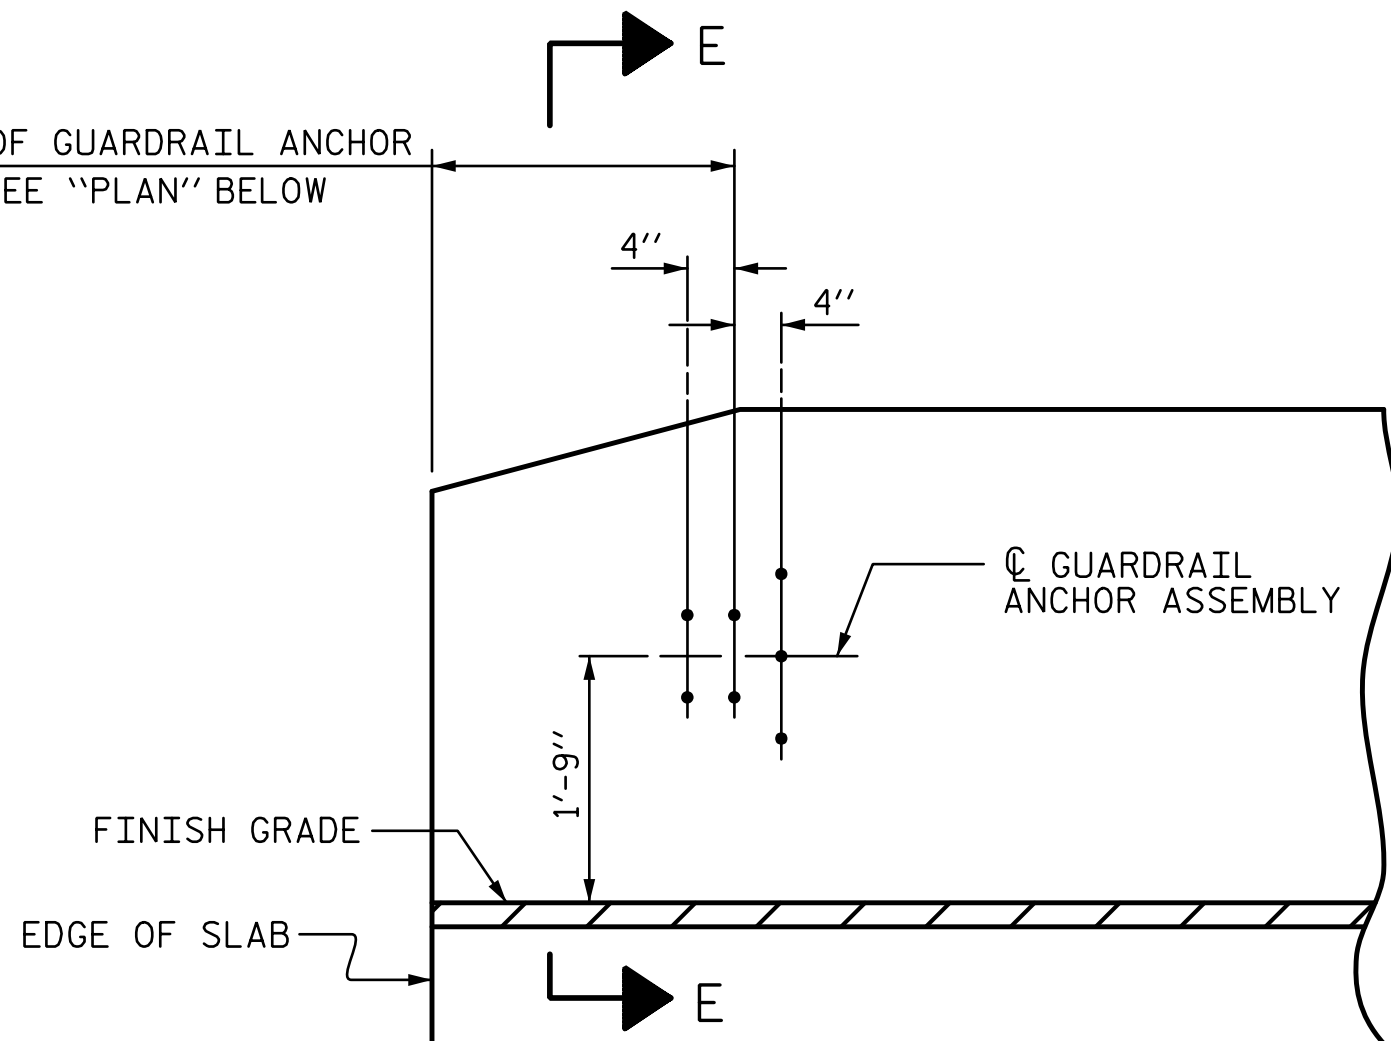 E
OF GUARDRAIL ANCHOR
EE ‶PLAN″ BELOW
4″
4″
℄ GUARDRAIL
ANCHOR ASSEMBLY
1′-9″
FINISH GRADE
EDGE OF SLAB
E